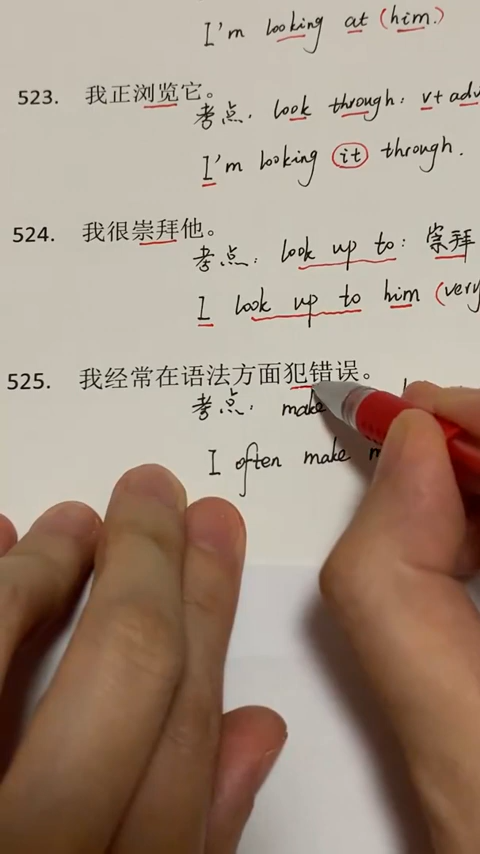 I'm looking at (him.)
523. 我正浏览它。
考点. look through: v+ adv
I'm looking it through.
524. 我很崇拜他。
考点: look up to: 崇拜
I look up to him (very
525. 我经常在语法方面犯错误。
考点: make
I often make